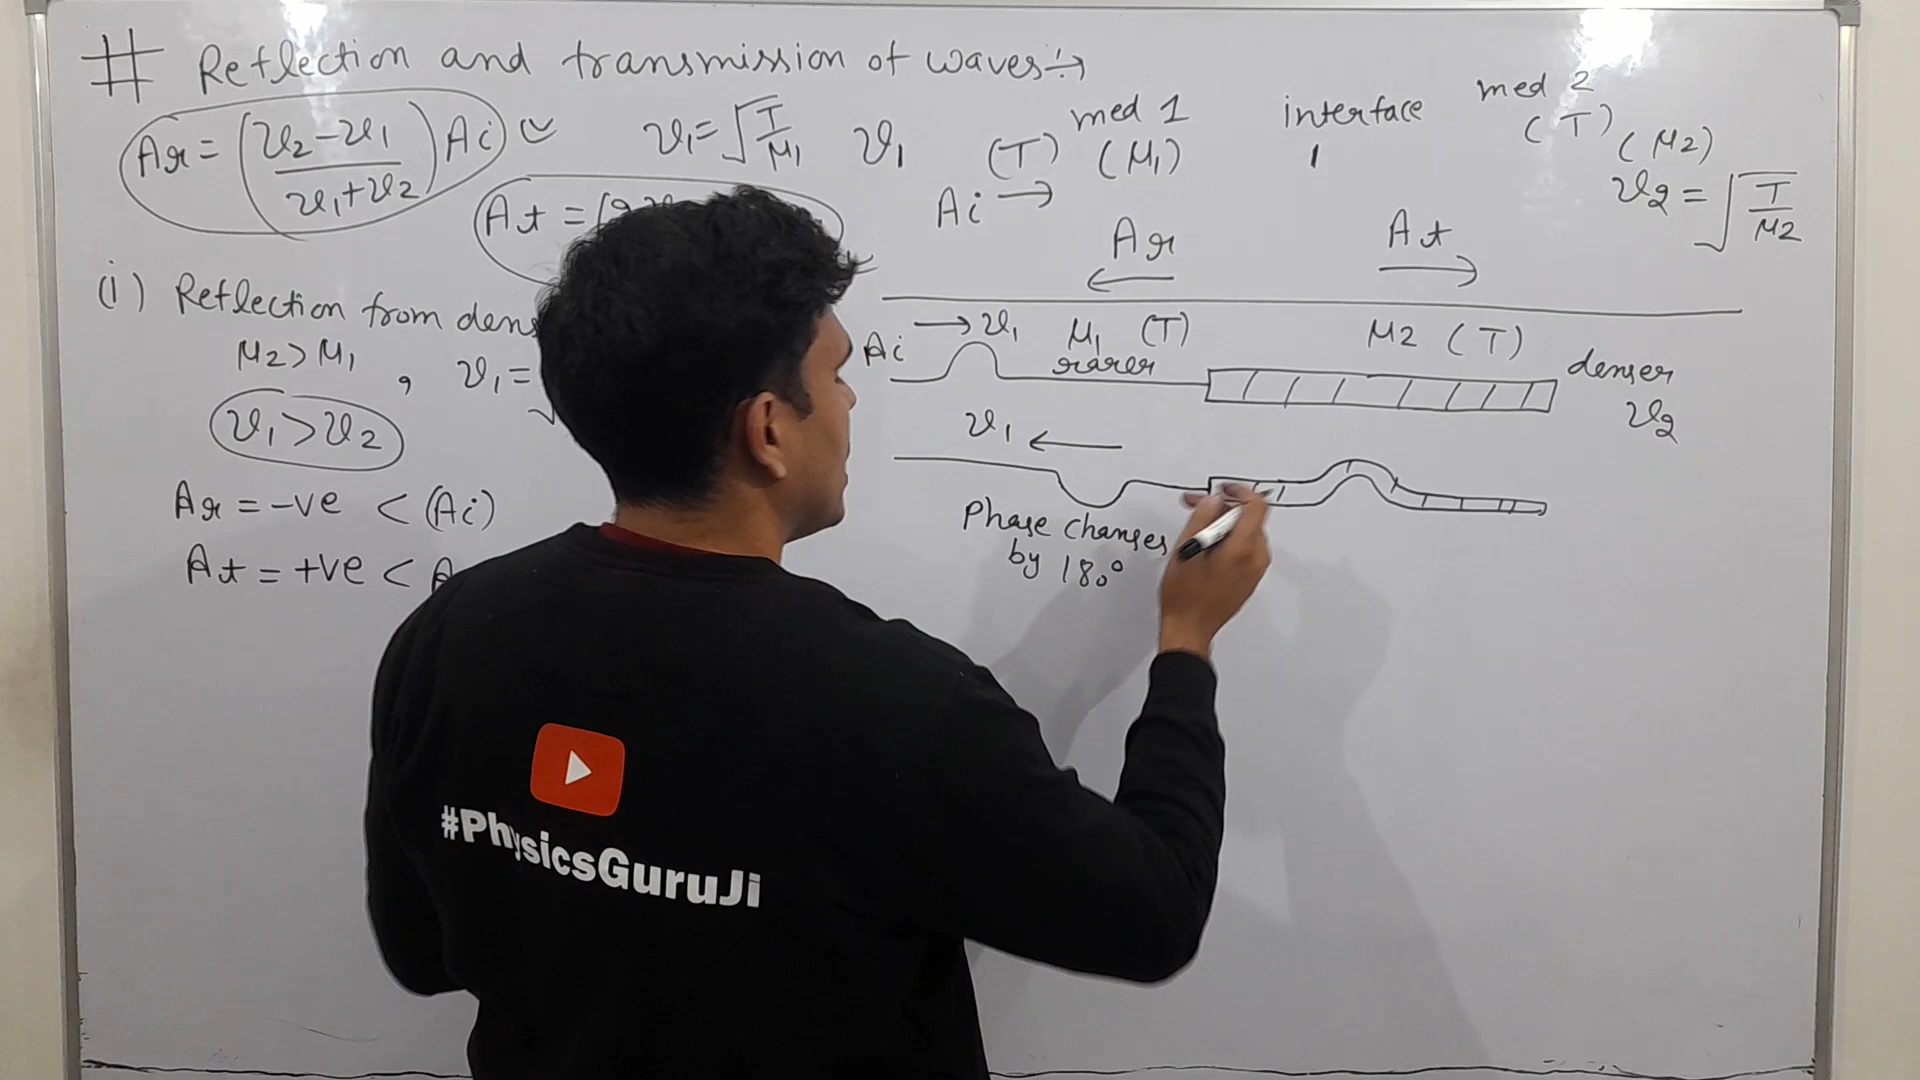 # Reflection and transmission of waves :→
Ar = (v2 - v1 / v1 + v2) Ai
v1 = √T/μ1
v1
(T)
med 1
(μ1)
interface
med 2
(T) (μ2)
v2 = √T/μ2
Ai →
At =
Ar
←
At
→
(i) Reflection from
μ2 > μ1 , v1 =
v1 > v2
Ar = -ve < (Ai)
At = +ve <
Ai
→ v1
μ1 (T)
rarer
μ2 (T)
denser
v2
v1 ←
Phase changes
by 180°
#PhysicsGuruJi